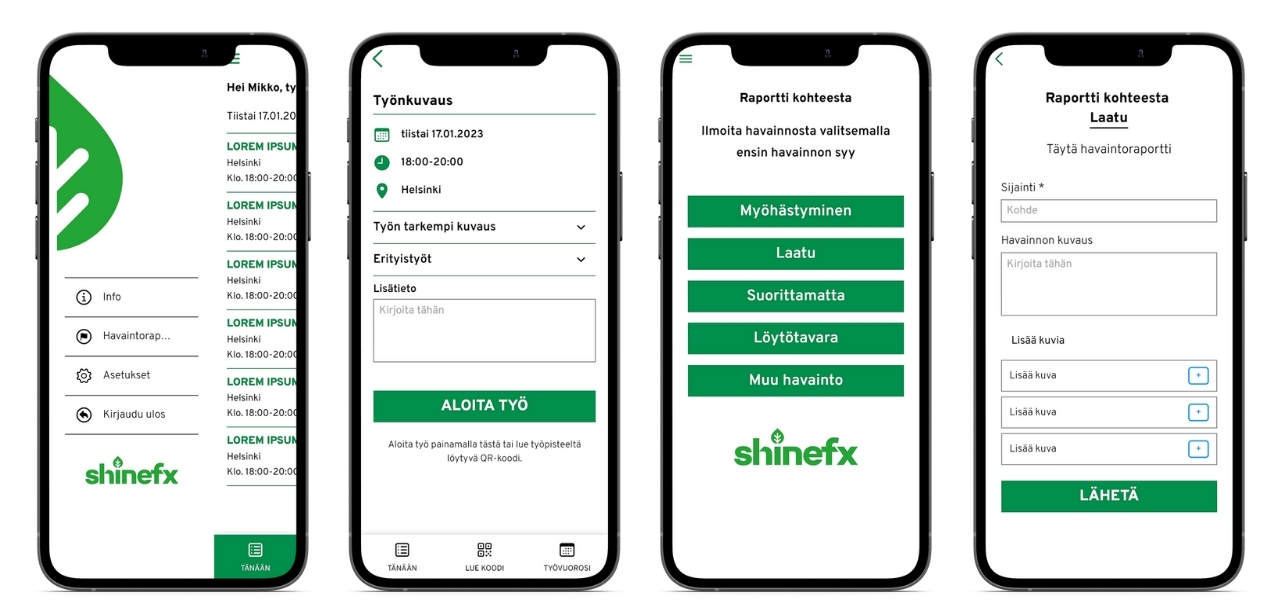 Hei Mikko, ty
Tiistai 17.01.20
LOREM IPSUM
Helsinki
Klo. 18:00-20:00
LOREM IPSUM
Helsinki
Klo. 18:00-20:00
LOREM IPSUM
Helsinki
Klo. 18:00-20:00
LOREM IPSUM
Helsinki
Klo. 18:00-20:00
LOREM IPSUM
Helsinki
Klo. 18:00-20:00
LOREM IPSUM
Helsinki
Klo. 18:00-20:00
Info
Havaintorap...
Asetukset
Kirjaudu ulos
shinefx
TÄNÄÄN
Työnkuvaus
tiistai 17.01.2023
18:00-20:00
Helsinki
Työn tarkempi kuvaus
Erityistyöt
Lisätieto
Kirjoita tähän
ALOITA TYÖ
Aloita työ painamalla tästä tai lue työpisteeltä
löytyvä QR-koodi.
TÄNÄÄN
LUE KOODI
TYÖVUOROSI
Raportti kohteesta
Ilmoita havainnosta valitsemalla
ensin havainnon syy
Myöhästyminen
Laatu
Suorittamatta
Löytötavara
Muu havainto
shinefx
Raportti kohteesta
Laatu
Täytä havaintoraportti
Sijainti *
Kohde
Havainnon kuvaus
Kirjoita tähän
Lisää kuvia
Lisää kuva
+
Lisää kuva
+
Lisää kuva
+
LÄHETÄ